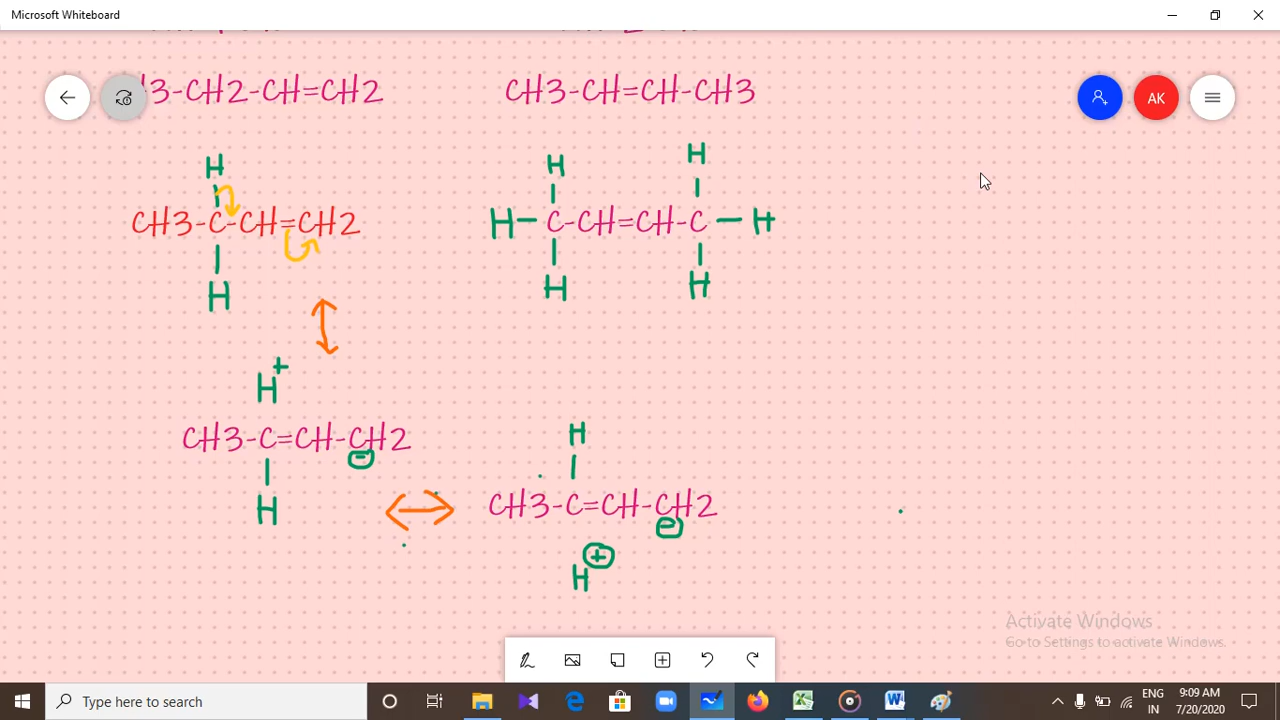 Microsoft Whiteboard
H3-CH2-CH=CH2
CH3-CH=CH-CH3
AK
H
CH3-C-CH=CH2
H
H
H
H-C-CH=CH-C-H
H
H
H+
CH3-C=CH-CH2
-
H
H
CH3-C=CH-CH2
-
+
H
Activate Windows
Go to Settings to activate Windows.
Type here to search
ENG
IN
9:09 AM
7/20/2020